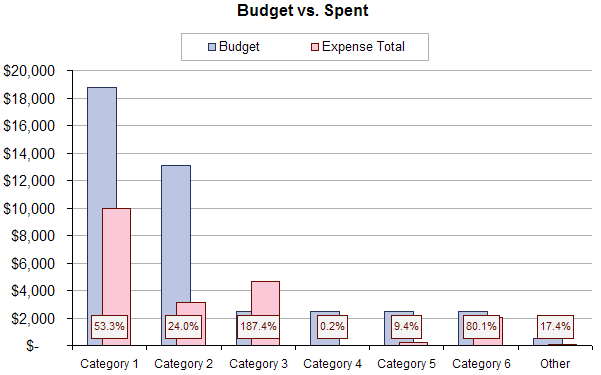 Budget vs. Spent
Budget Expense Total
$20,000
$18,000
$16,000
$14,000
$12,000
$10,000
$8,000
$6,000
$4,000
$2,000
$-
53.3% 24.0% 187.4% 0.2% 9.4% 80.1% 17.4%
Category 1 Category 2 Category 3 Category 4 Category 5 Category 6 Other